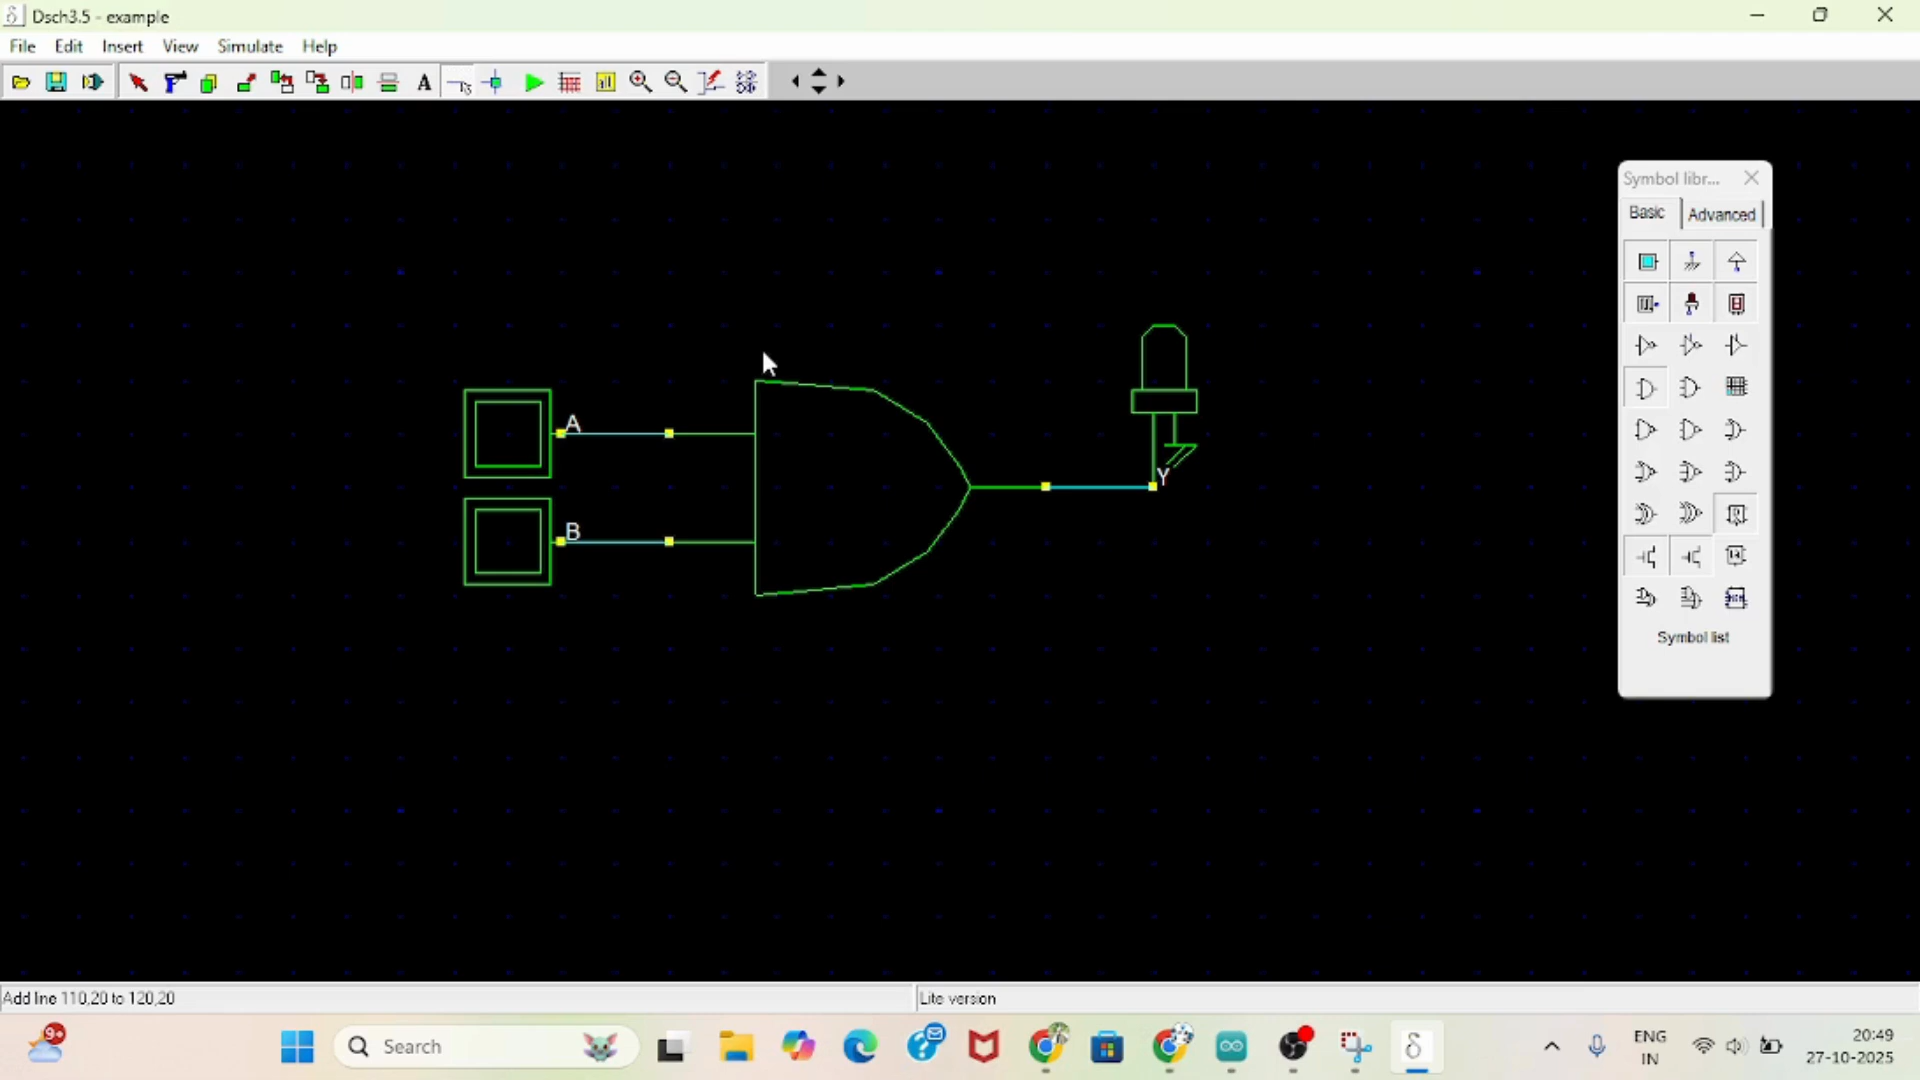 Dsch3.5 - example
File Edit Insert View Simulate Help
A
Symbol libr...
Basic Advanced
A
B
Y
Symbol list
Add line 110,20 to 120,20
Lite version
9+
Search
ENG
IN
20:49
27-10-2025